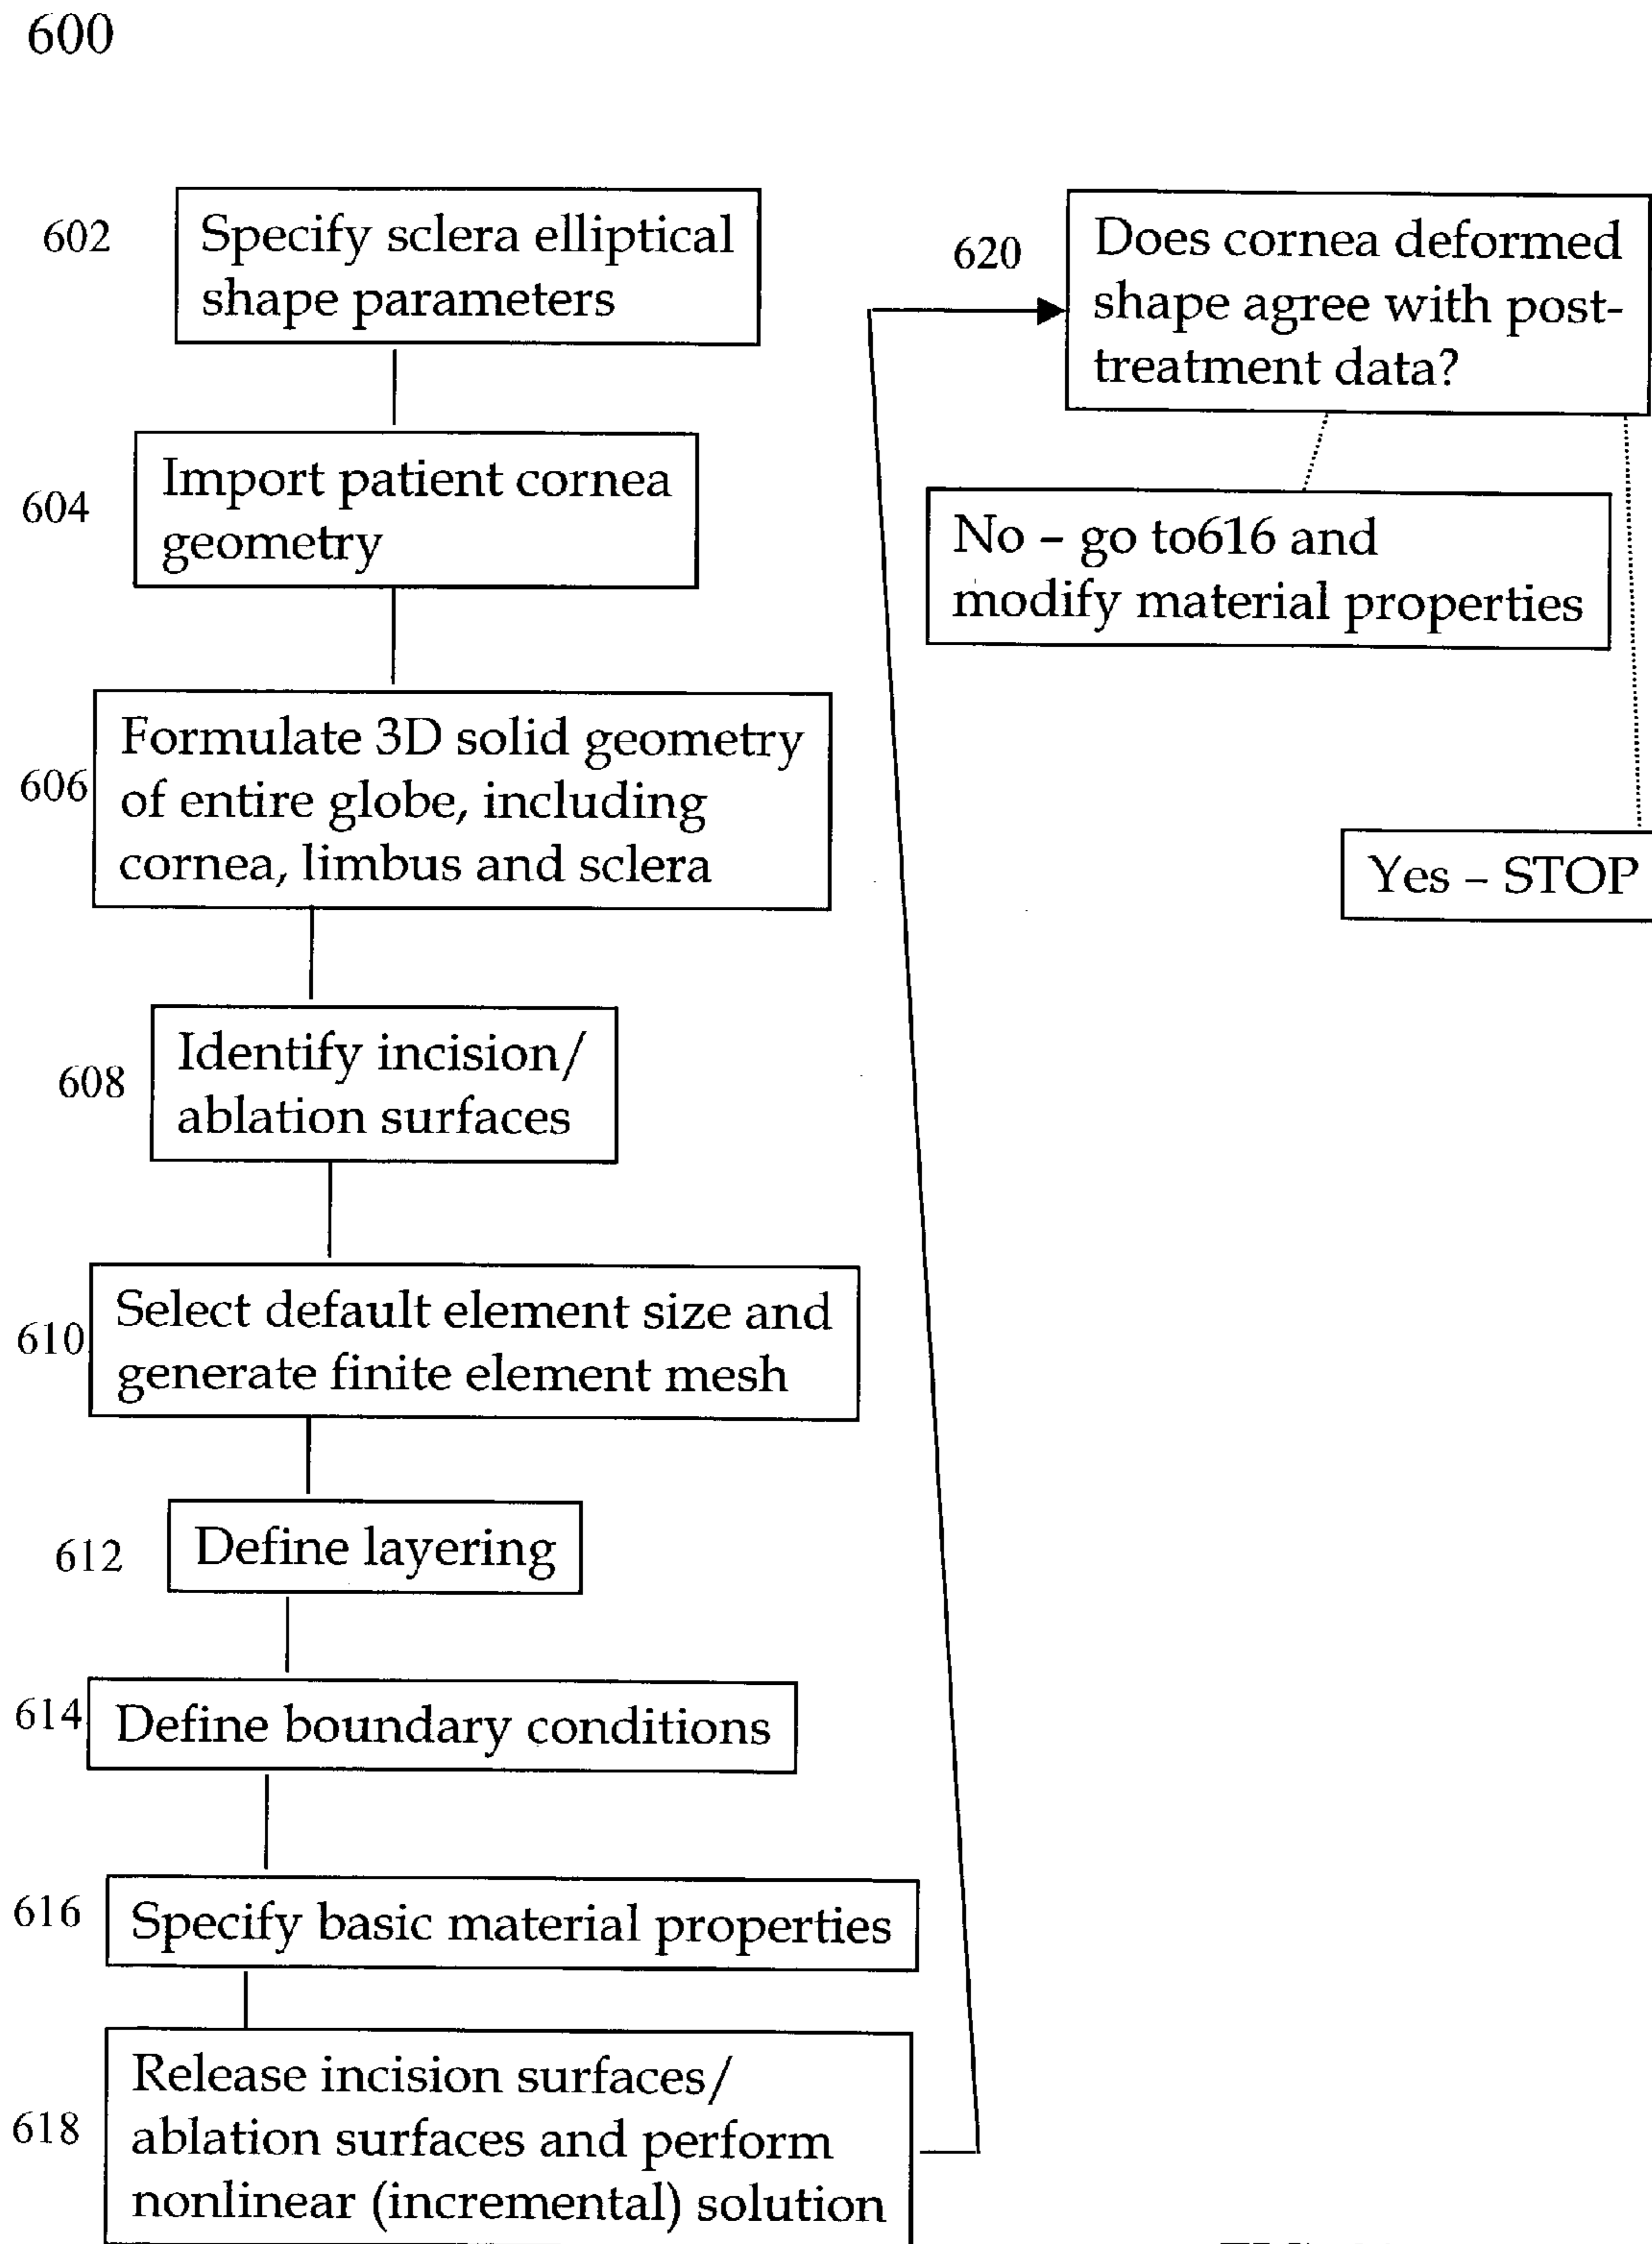 600
602
Specify sclera elliptical
shape parameters
604
Import patient cornea
geometry
606
Formulate 3D solid geometry
of entire globe, including
cornea, limbus and sclera
608
Identify incision/
ablation surfaces
610
Select default element size and
generate finite element mesh
612
Define layering
614
Define boundary conditions
616
Specify basic material properties
618
Release incision surfaces/
ablation surfaces and perform
nonlinear (incremental) solution
620
Does cornea deformed
shape agree with post-
treatment data?
No – go to616 and
modify material properties
Yes – STOP